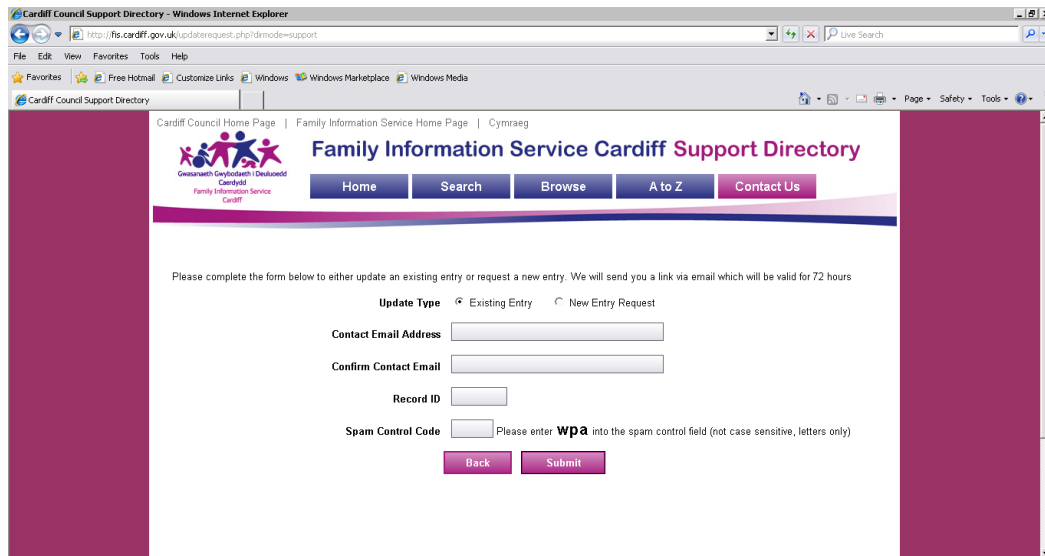 Cardiff Council Support Directory - Windows Internet Explorer
http://fis.cardiff.gov.uk/updaterequest.php?dirmode=support
Live Search
File Edit View Favorites Tools Help
Favorites Free Hotmail Customize Links Windows Windows Marketplace Windows Media
Cardiff Council Support Directory
Page Safety Tools
Cardiff Council Home Page | Family Information Service Home Page | Cymraeg
Family Information Service Cardiff Support Directory
Gwasanaeth Gwybodaeth i Deuluoedd
Caerdydd
Family Information Service
Cardiff
Home Search Browse A to Z Contact Us
Please complete the form below to either update an existing entry or request a new entry. We will send you a link via email which will be valid for 72 hours
Update Type Existing Entry New Entry Request
Contact Email Address
Confirm Contact Email
Record ID
Spam Control Code Please enter wpa into the spam control field (not case sensitive, letters only)
Back Submit